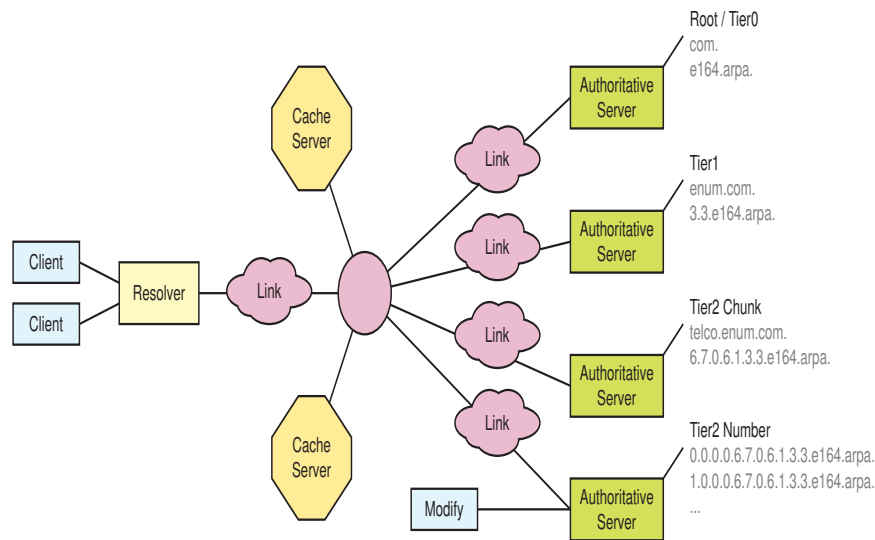 Root / Tier0
com.
e164.arpa.
Authoritative
Server
Cache
Server
Link
Tier1
enum.com.
3.3.e164.arpa.
Authoritative
Server
Link
Client
Resolver
Link
Client
Tier2 Chunk
telco.enum.com.
6.7.0.6.1.3.3.e164.arpa.
Link
Authoritative
Server
Cache
Server
Link
Tier2 Number
0.0.0.0.6.7.0.6.1.3.3.e164.arpa.
1.0.0.0.6.7.0.6.1.3.3.e164.arpa.
...
Modify
Authoritative
Server